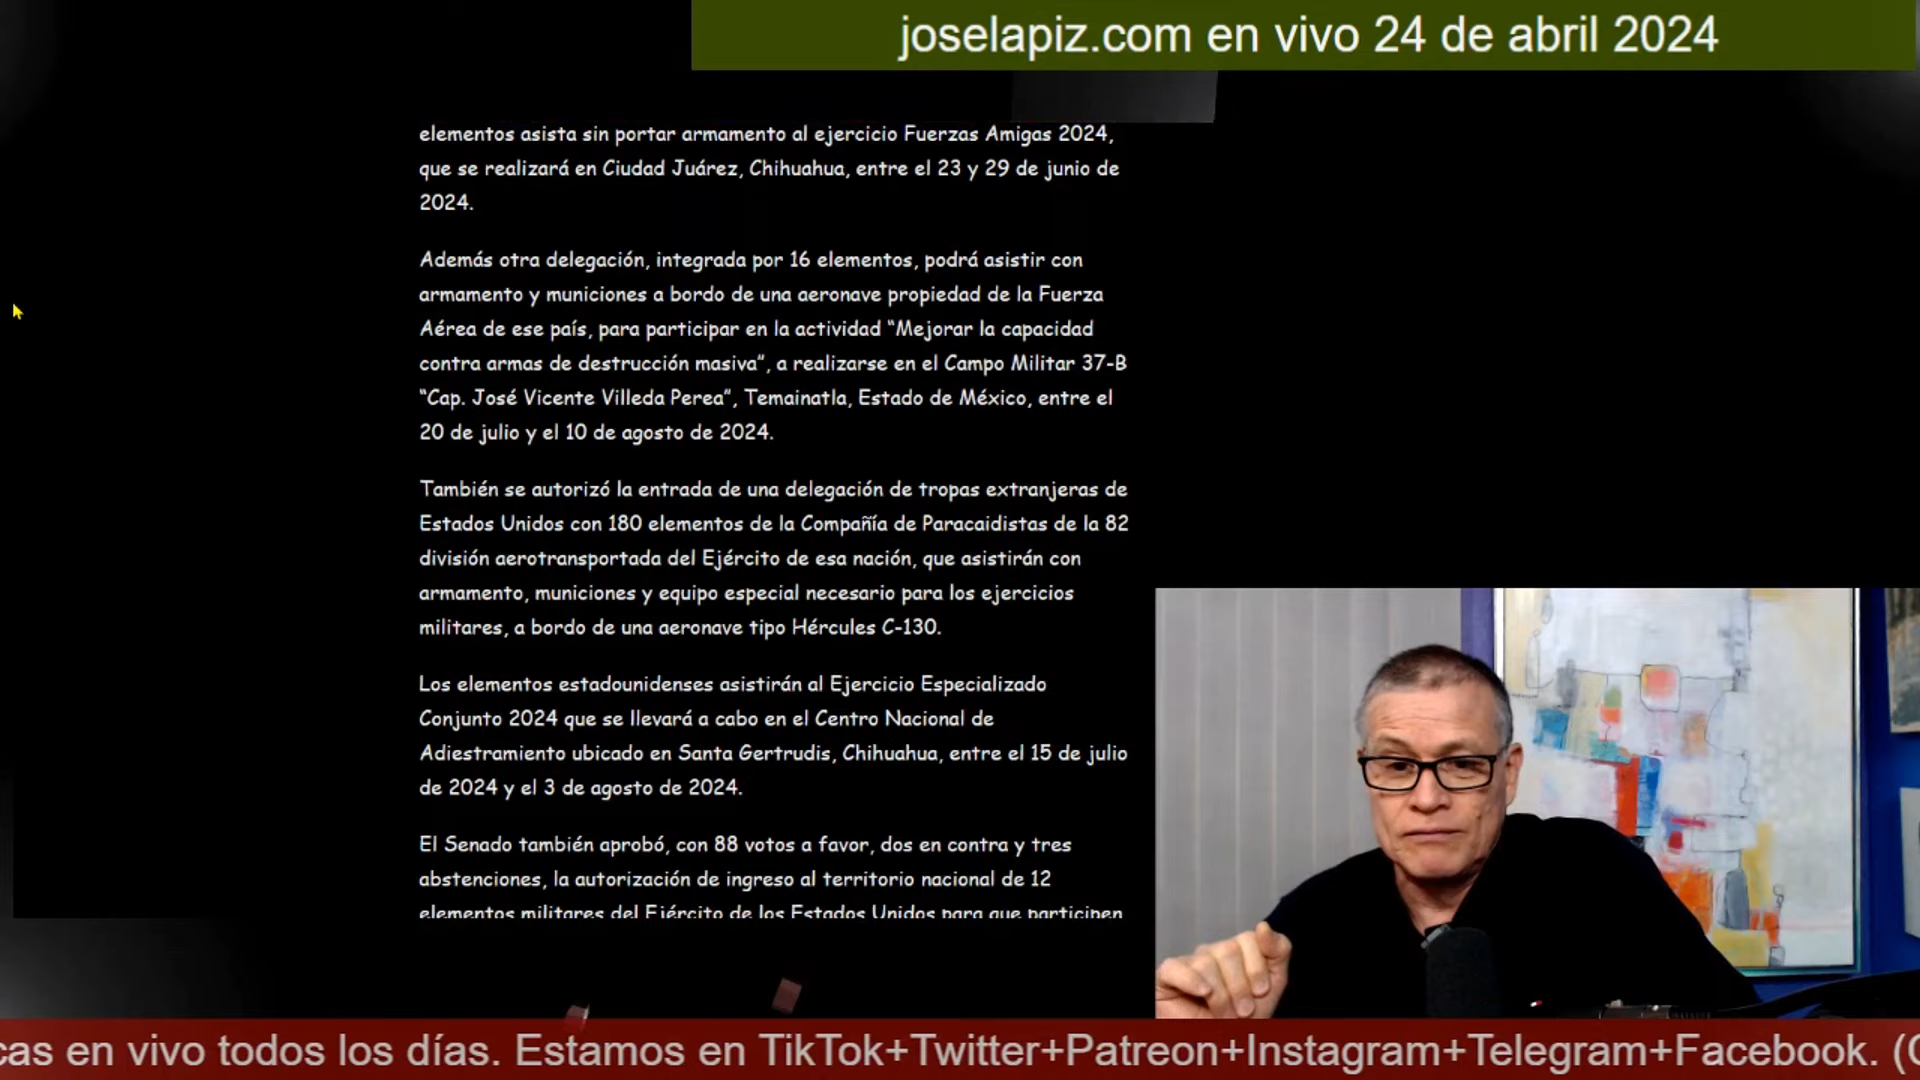 joselapiz.com en vivo 24 de abril 2024
elementos asista sin portar armamento al ejercicio Fuerzas Amigas 2024,
que se realizará en Ciudad Juárez, Chihuahua, entre el 23 y 29 de junio de
2024.
Además otra delegación, integrada por 16 elementos, podrá asistir con
armamento y municiones a bordo de una aeronave propiedad de la Fuerza
Aérea de ese país, para participar en la actividad “Mejorar la capacidad
contra armas de destrucción masiva”, a realizarse en el Campo Militar 37-B
“Cap. José Vicente Villeda Perea”, Temainatla, Estado de México, entre el
20 de julio y el 10 de agosto de 2024.
También se autorizó la entrada de una delegación de tropas extranjeras de
Estados Unidos con 180 elementos de la Compañía de Paracaidistas de la 82
división aerotransportada del Ejército de esa nación, que asistirán con
armamento, municiones y equipo especial necesario para los ejercicios
militares, a bordo de una aeronave tipo Hércules C-130.
Los elementos estadounidenses asistirán al Ejercicio Especializado
Conjunto 2024 que se llevará a cabo en el Centro Nacional de
Adiestramiento ubicado en Santa Gertrudis, Chihuahua, entre el 15 de julio
de 2024 y el 3 de agosto de 2024.
El Senado también aprobó, con 88 votos a favor, dos en contra y tres
abstenciones, la autorización de ingreso al territorio nacional de 12
elementos militares del Ejército de los Estados Unidos para que participen
cas en vivo todos los días. Estamos en TikTok+Twitter+Patreon+Instagram+Telegram+Facebook. (